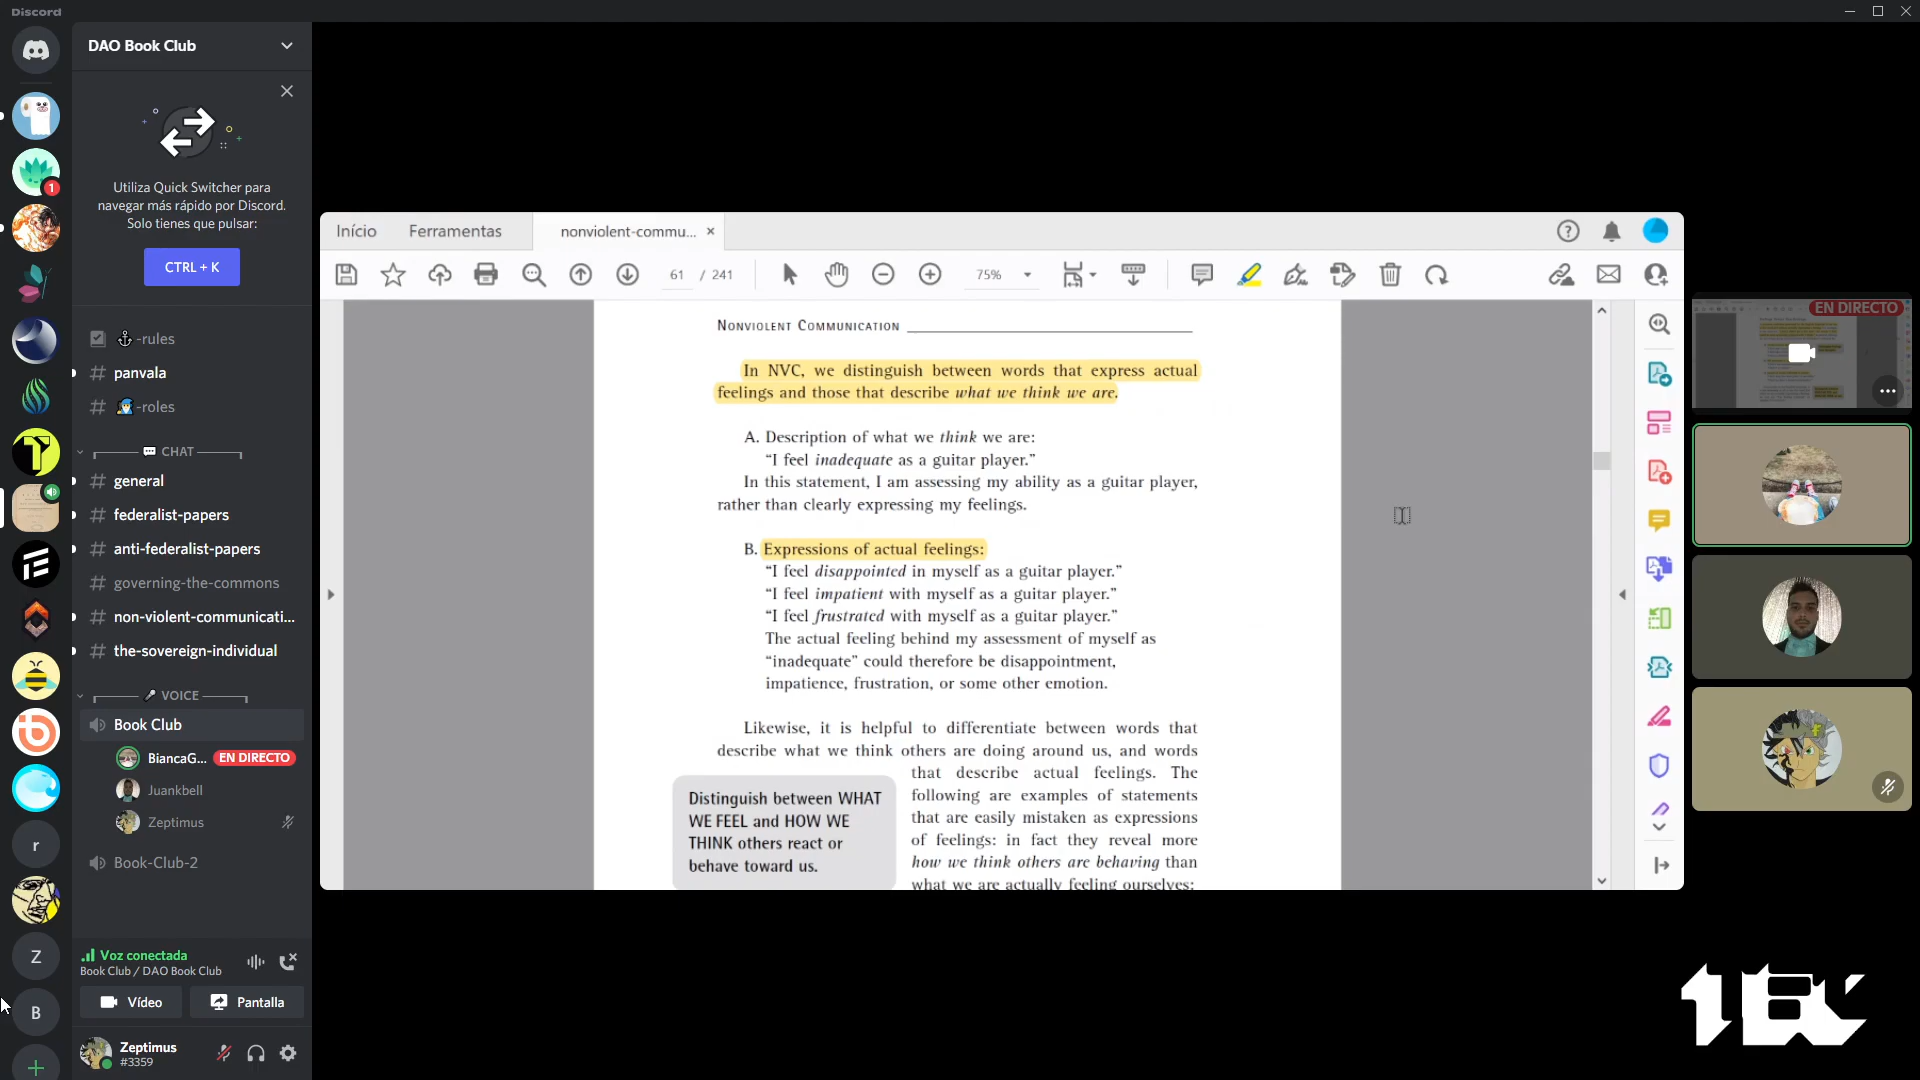 Discord
DAO Book Club
Utiliza Quick Switcher para
navegar más rápido por Discord.
Solo tienes que pulsar:
CTRL + K
-rules
panvala
-roles
CHAT
general
federalist-papers
anti-federalist-papers
governing-the-commons
non-violent-communicati...
the-sovereign-individual
VOICE
Book Club
BiancaG... EN DIRECTO
Juankbell
Zeptimus
Book-Club-2
Voz conectada
Book Club / DAO Book Club
Vídeo
Pantalla
Zeptimus
#3359
1
r
Z
B
Início
Ferramentas
nonviolent-commu...
61 / 241
75%
NONVIOLENT COMMUNICATION
In NVC, we distinguish between words that express actual
feelings and those that describe what we think we are.
A. Description of what we think we are:
“I feel inadequate as a guitar player.”
In this statement, I am assessing my ability as a guitar player,
rather than clearly expressing my feelings.
B. Expressions of actual feelings:
“I feel disappointed in myself as a guitar player.”
“I feel impatient with myself as a guitar player.”
“I feel frustrated with myself as a guitar player.”
The actual feeling behind my assessment of myself as
“inadequate” could therefore be disappointment,
impatience, frustration, or some other emotion.
Likewise, it is helpful to differentiate between words that
describe what we think others are doing around us, and words
that describe actual feelings. The
following are examples of statements
that are easily mistaken as expressions
of feelings: in fact they reveal more
how we think others are behaving than
what we are actually feeling ourselves:
Distinguish between WHAT
WE FEEL and HOW WE
THINK others react or
behave toward us.
EN DIRECTO